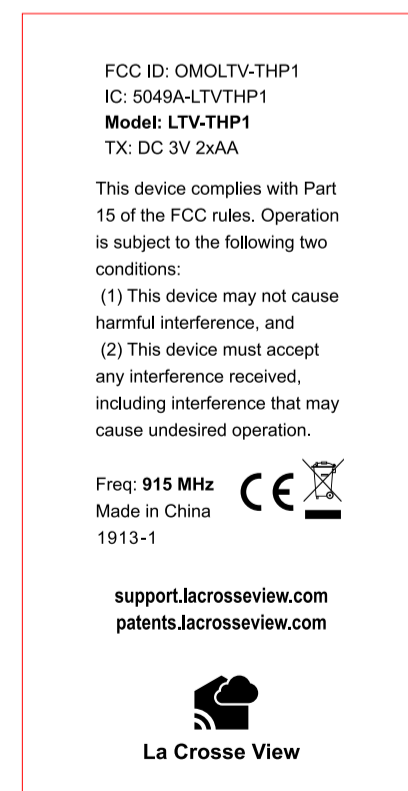 FCC ID: OMOLTV-THP1
IC: 5049A-LTVTHP1
Model: LTV-THP1
TX: DC 3V 2xAA
This device complies with Part
15 of the FCC rules. Operation
is subject to the following two
conditions:
(1) This device may not cause
harmful interference, and
(2) This device must accept
any interference received,
including interference that may
cause undesired operation.
Freq: 915 MHz
CE
Made in China
1913-1
support.lacrosseview.com
patents.lacrosseview.com
La Crosse View